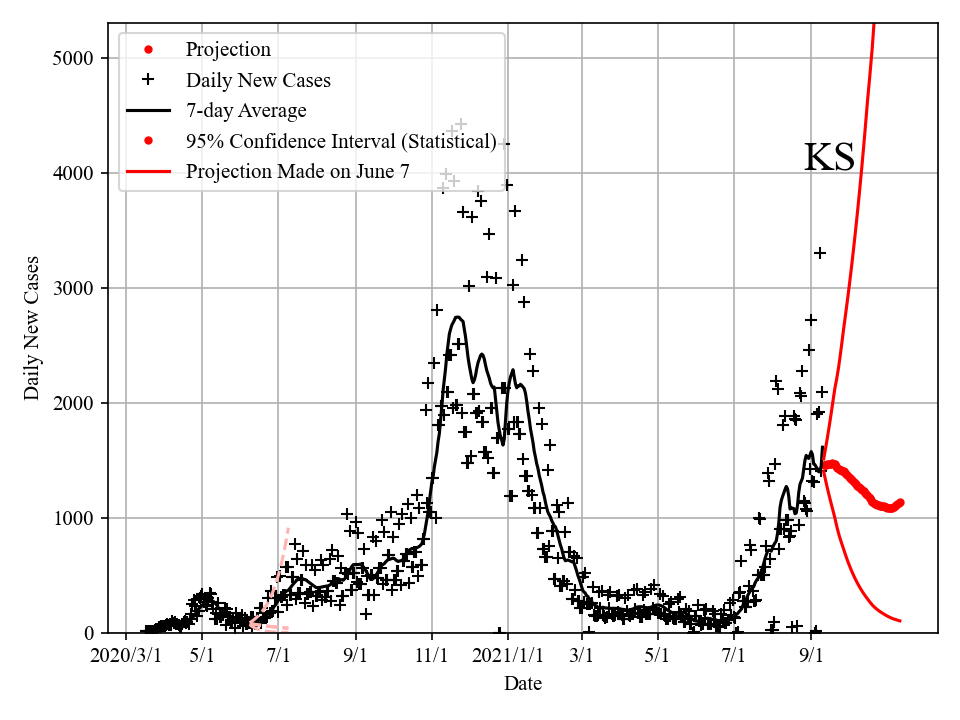 5000
4000
3000
2000
1000
0
Daily New Cases
Projection
Daily New Cases
7-day Average
95% Confidence Interval (Statistical)
Projection Made on June 7
KS
2020/3/1 5/1 7/1 9/1 11/1 2021/1/1 3/1 5/1 7/1 9/1
Date